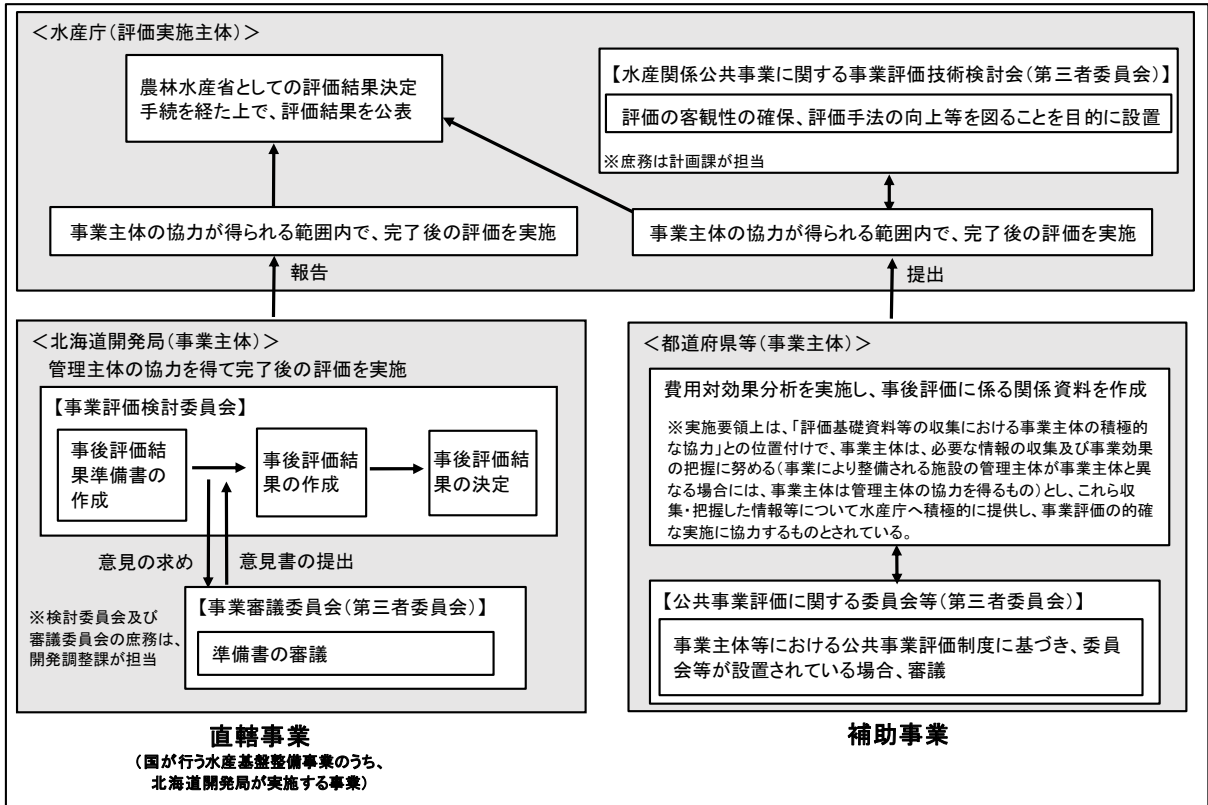 ＜水産庁（評価実施主体）＞
農林水産省としての評価結果決定
手続を経た上で、評価結果を公表
【水産関係公共事業に関する事業評価技術検討会（第三者委員会）】
評価の客観性の確保、評価手法の向上等を図ることを目的に設置
※庶務は計画課が担当
事業主体の協力が得られる範囲内で、完了後の評価を実施
事業主体の協力が得られる範囲内で、完了後の評価を実施
報告
提出
＜北海道開発局（事業主体）＞
管理主体の協力を得て完了後の評価を実施
【事業評価検討委員会】
事後評価結
果準備書の
作成
事後評価結
果の作成
事後評価結
果の決定
意見の求め
意見書の提出
※検討委員会及び
審議委員会の庶務は、
開発調整課が担当
【事業審議委員会（第三者委員会）】
準備書の審議
＜都道府県等（事業主体）＞
費用対効果分析を実施し、事後評価に係る関係資料を作成
※実施要領上は、「評価基礎資料等の収集における事業主体の積極的
な協力」との位置付けで、事業主体は、必要な情報の収集及び事業効果
の把握に努める（事業により整備される施設の管理主体が事業主体と異
なる場合には、事業主体は管理主体の協力を得るもの）とし、これら収
集・把握した情報等について水産庁へ積極的に提供し、事業評価の的確
な実施に協力するものとされている。
【公共事業評価に関する委員会等（第三者委員会）】
事業主体等における公共事業評価制度に基づき、委員
会等が設置されている場合、審議
直轄事業
（国が行う水産基盤整備事業のうち、
北海道開発局が実施する事業）
補助事業